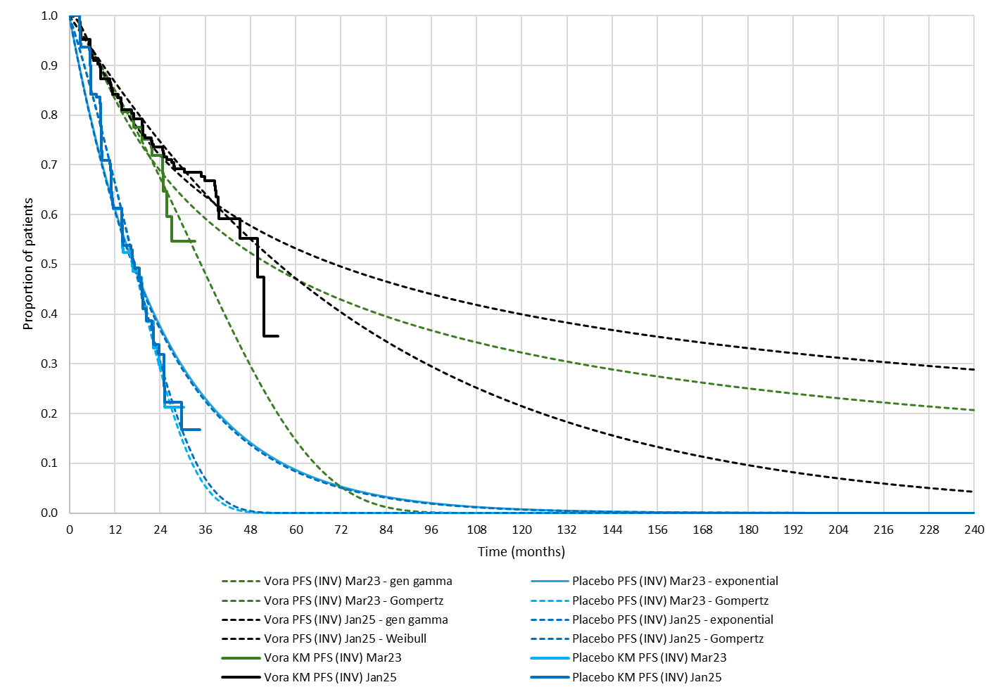 1.0
0.9
0.8
0.7
0.6
0.5
0.4
0.3
0.2
0.1
0.0
Proportion of patients
0 12 24 36 48 60 72 84 96 108 120 132 144 156 168 180 192 204 216 228 240
Time (months)
Vora PFS (INV) Mar23 - gen gamma
Placebo PFS (INV) Mar23 - exponential
Vora PFS (INV) Mar23 - Gompertz
Placebo PFS (INV) Mar23 - Gompertz
Vora PFS (INV) Jan25 - gen gamma
Placebo PFS (INV) Jan25 - exponential
Vora PFS (INV) Jan25 - Weibull
Placebo PFS (INV) Jan25 - Gompertz
Vora KM PFS (INV) Mar23
Placebo KM PFS (INV) Mar23
Vora KM PFS (INV) Jan25
Placebo KM PFS (INV) Jan25